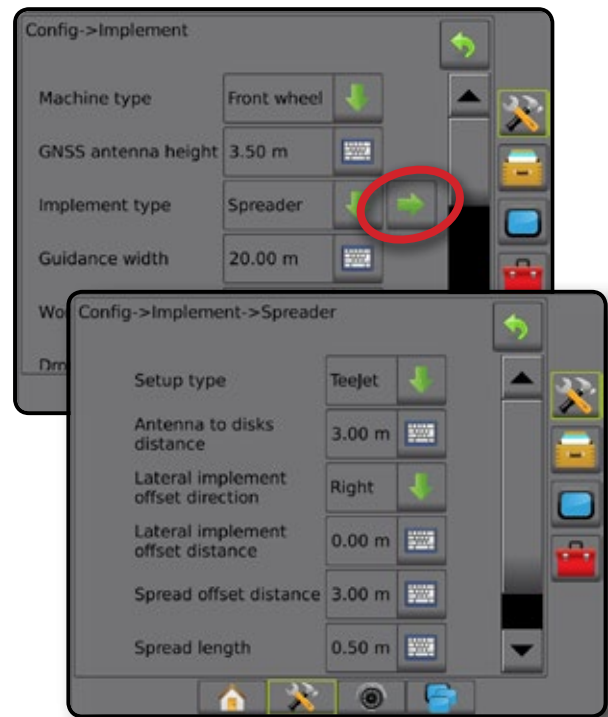 Config->Implement
Machine type Front wheel
GNSS antenna height 3.50 m
Implement type Spreader
Guidance width 20.00 m
Config->Implement->Spreader
Setup type TeeJet
Antenna to disks
distance 3.00 m
Lateral implement
offset direction Right
Lateral implement
offset distance 0.00 m
Spread offset distance 3.00 m
Spread length 0.50 m